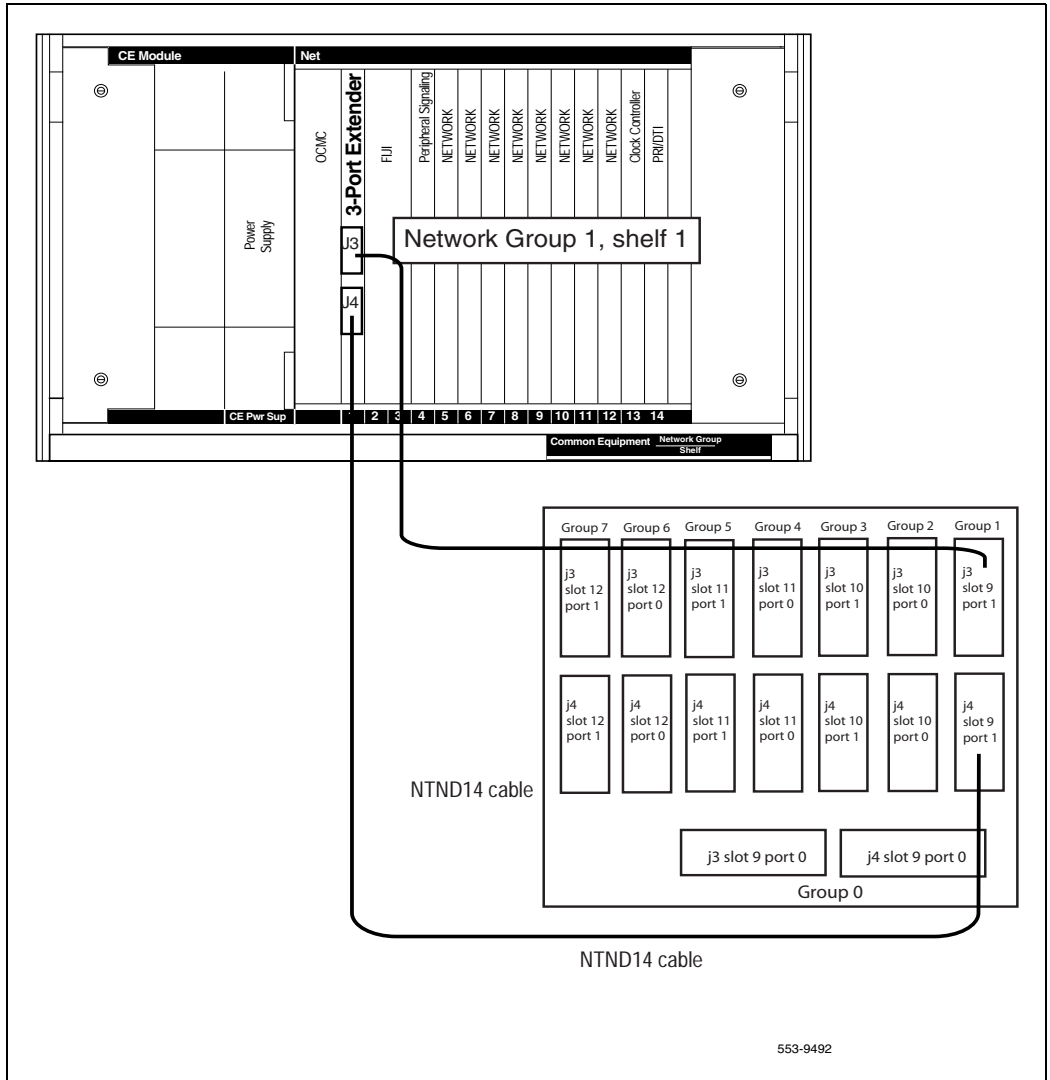 CE Module
Net
OCMC
3-Port Extender
FIJI
Peripheral Signaling
NETWORK
NETWORK
NETWORK
NETWORK
NETWORK
NETWORK
NETWORK
NETWORK
Clock Controller
PRI/DTI
Power
Supply
J3
Network Group 1, shelf 1
J4
CE Pwr Sup
1 2 3 4 5 6 7 8 9 10 11 12 13 14
Common Equipment
Network Group
Shelf
Group 7 Group 6 Group 5 Group 4 Group 3 Group 2 Group 1
j3
slot 12
port 1
j3
slot 12
port 0
j3
slot 11
port 1
j3
slot 11
port 0
j3
slot 10
port 1
j3
slot 10
port 0
j3
slot 9
port 1
j4
slot 12
port 1
j4
slot 12
port 0
j4
slot 11
port 1
j4
slot 11
port 0
j4
slot 10
port 1
j4
slot 10
port 0
j4
slot 9
port 1
NTND14 cable
j3 slot 9 port 0
j4 slot 9 port 0
Group 0
NTND14 cable
553-9492